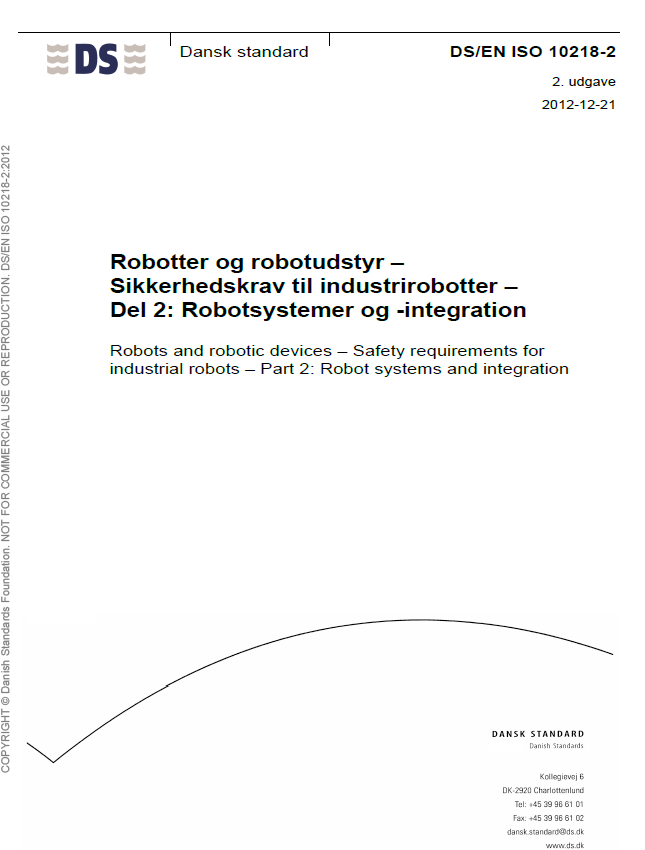 DS
Dansk standard
DS/EN ISO 10218-2
2. udgave
2012-12-21
COPYRIGHT © Danish Standards Foundation. NOT FOR COMMERCIAL USE OR REPRODUCTION. DS/EN ISO 10218-2:2012
Robotter og robotudstyr –
Sikkerhedskrav til industrirobotter –
Del 2: Robotsystemer og -integration
Robots and robotic devices – Safety requirements for
industrial robots – Part 2: Robot systems and integration
DANSK STANDARD
Danish Standards
Kollegievej 6
DK-2920 Charlottenlund
Tel: +45 39 96 61 01
Fax: +45 39 96 61 02
dansk.standard@ds.dk
www.ds.dk